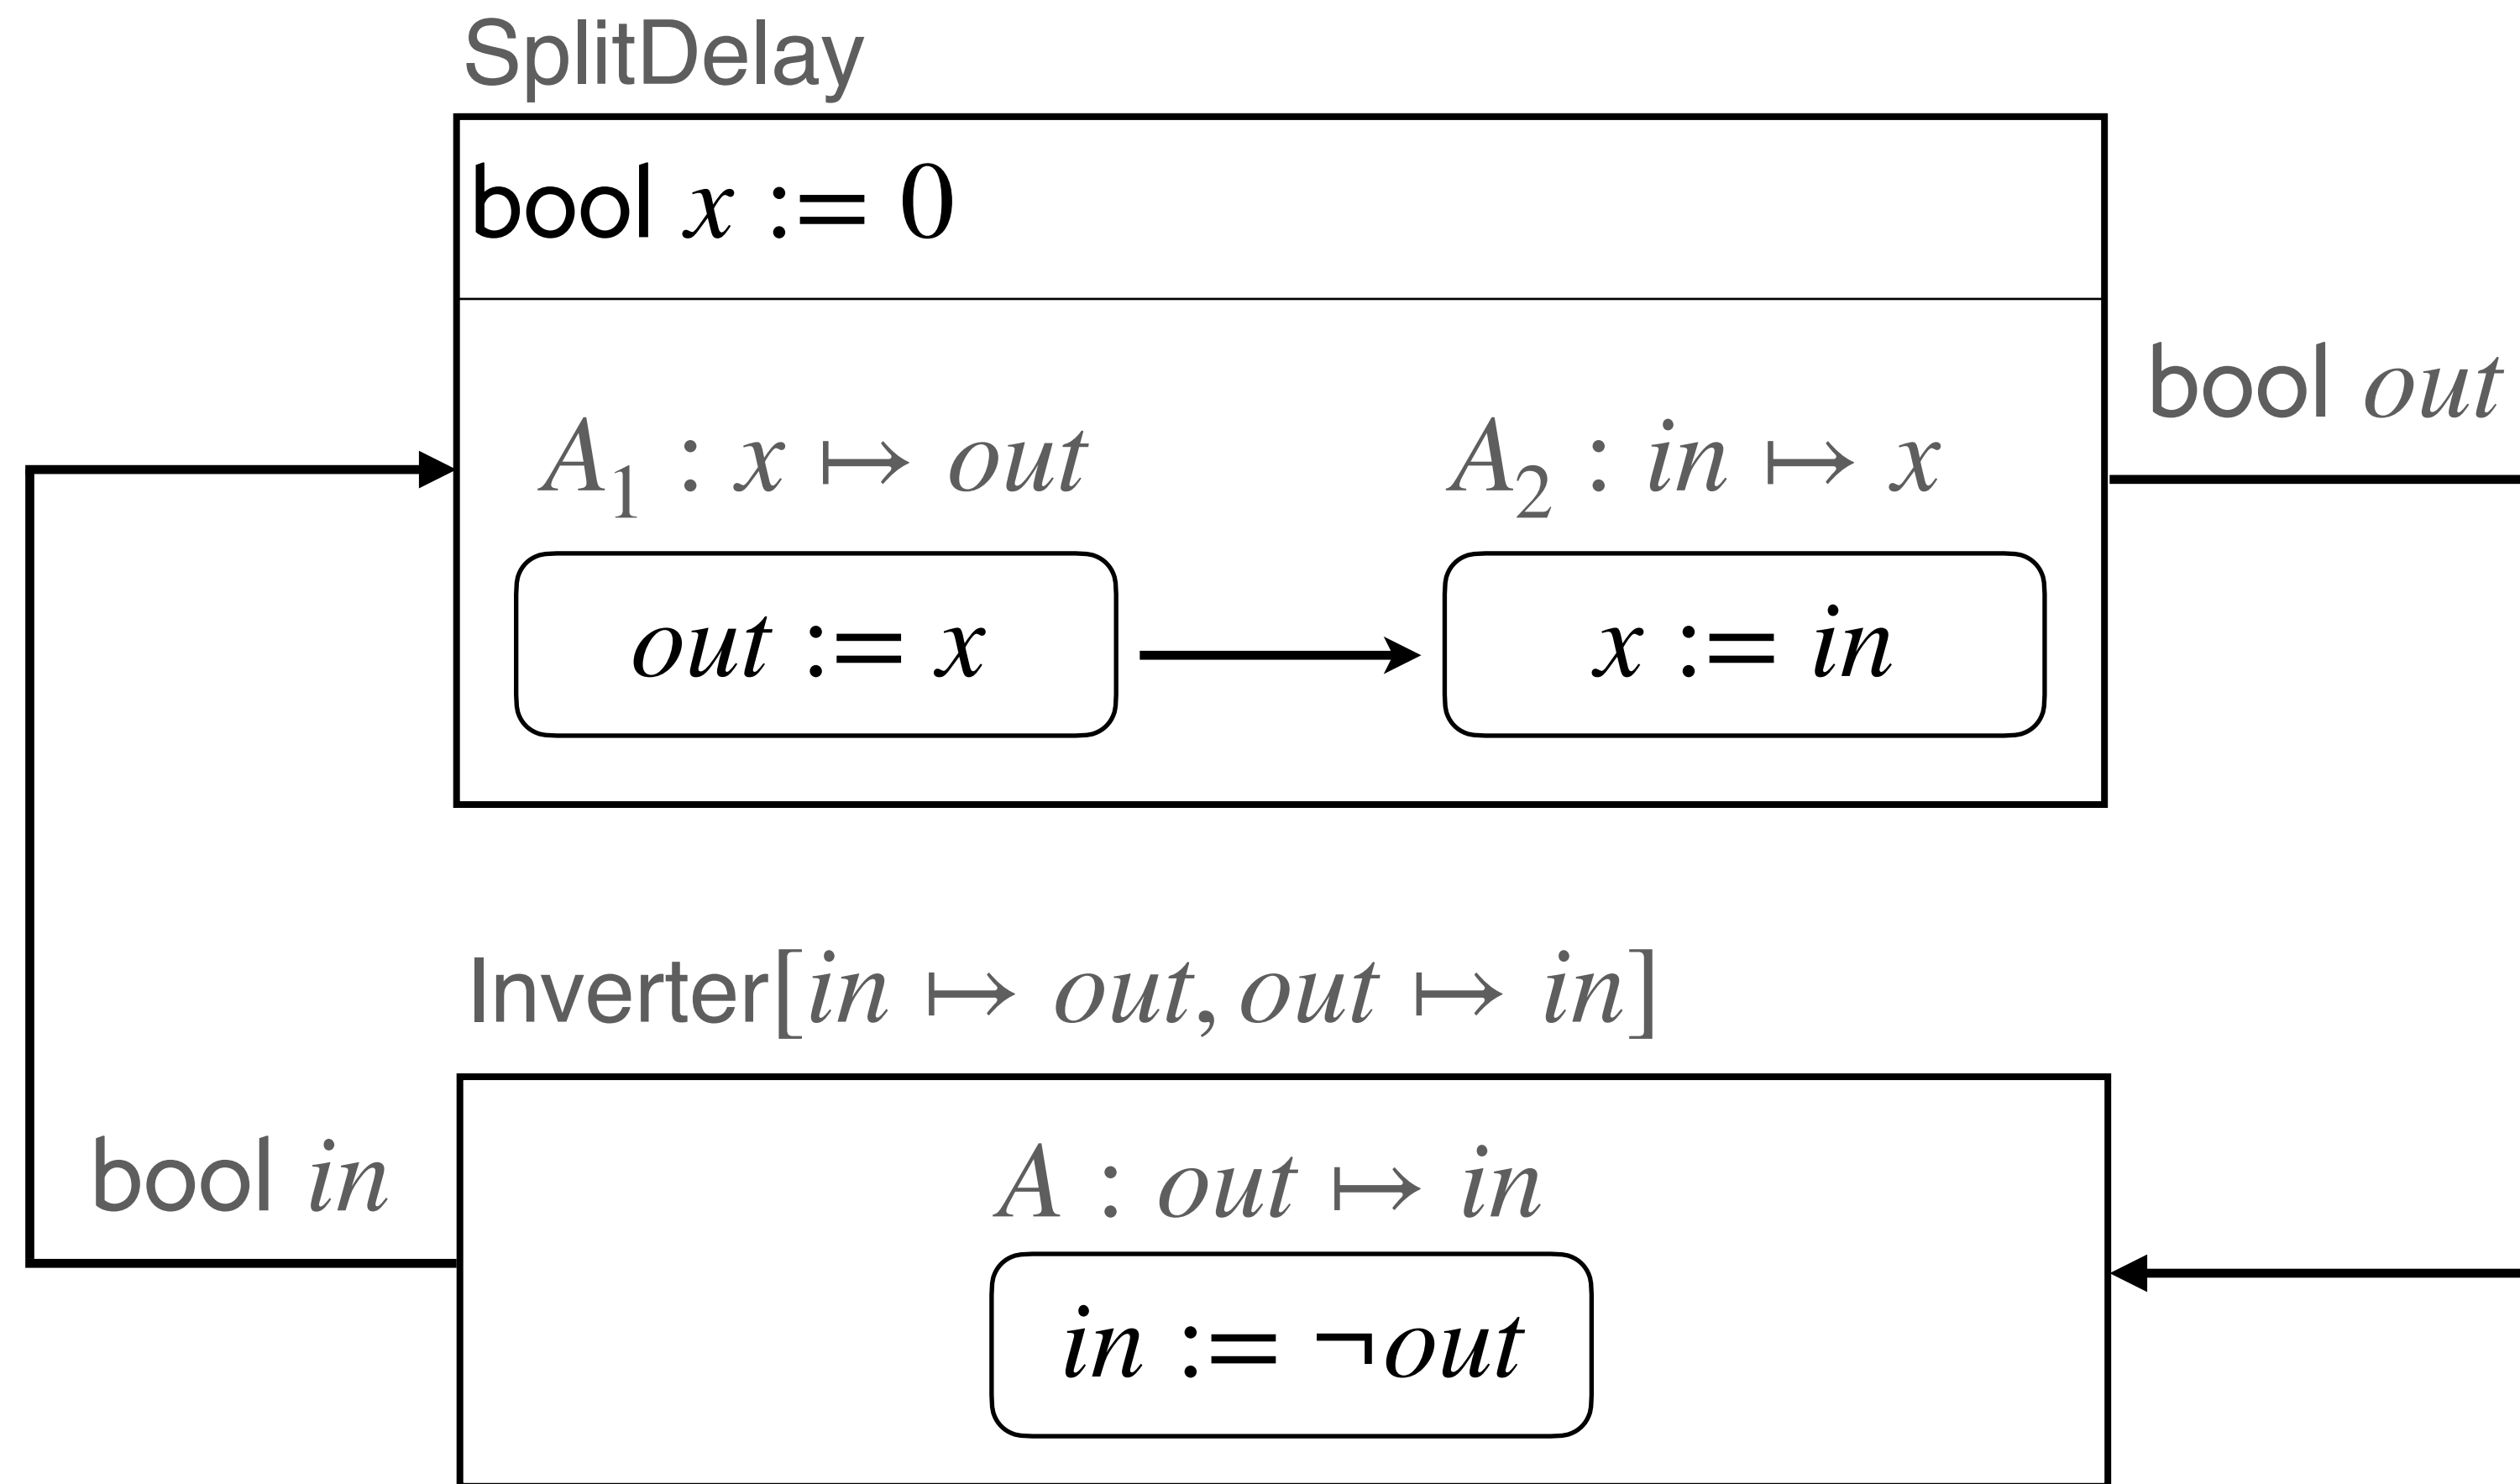 SplitDelay
bool x := 0
bool out
A₁ : x ↦ out
A₂ : in ↦ x
out := x
x := in
Inverter[in ↦ out, out ↦ in]
bool in
A : out ↦ in
in := ¬out